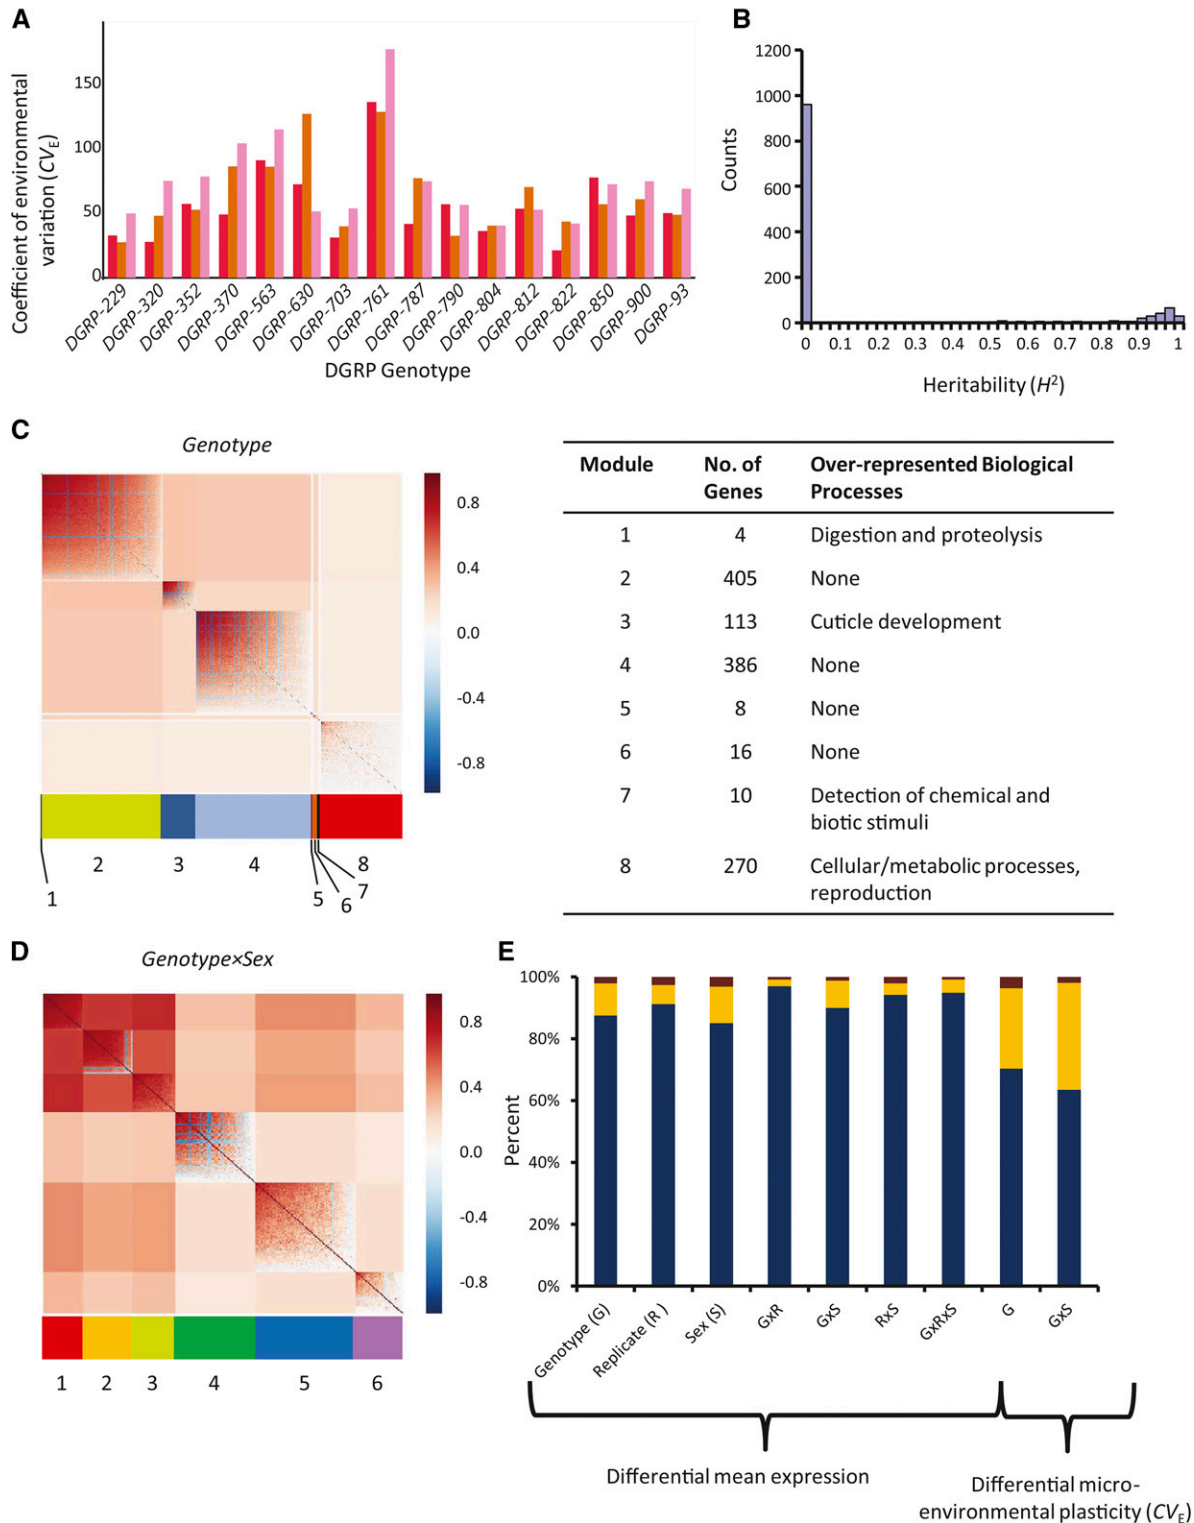 A
Coefficient of environmental
variation (CVE)
150
100
50
0
DGRP-229
DGRP-320
DGRP-352
DGRP-370
DGRP-563
DGRP-630
DGRP-703
DGRP-761
DGRP-787
DGRP-790
DGRP-804
DGRP-812
DGRP-822
DGRP-850
DGRP-900
DGRP-93
DGRP Genotype
B
Counts
1200
1000
800
600
400
200
0
0 0.1 0.2 0.3 0.4 0.5 0.6 0.7 0.8 0.9 1
Heritability (H²)
C
Genotype
0.8
0.4
0.0
-0.4
-0.8
1 2 3 4 5 6 7 8
Module No. of Genes Over-represented Biological Processes
1 4 Digestion and proteolysis
2 405 None
3 113 Cuticle development
4 386 None
5 8 None
6 16 None
7 10 Detection of chemical and
biotic stimuli
8 270 Cellular/metabolic processes,
reproduction
D
Genotype×Sex
0.8
0.4
0.0
-0.4
-0.8
1 2 3 4 5 6
E
Percent
100%
80%
60%
40%
20%
0%
Genotype (G)
Replicate (R )
Sex (S)
GxR
GxS
RxS
GxRxS
G
GxS
Differential mean expression
Differential micro-
environmental plasticity (CVE)